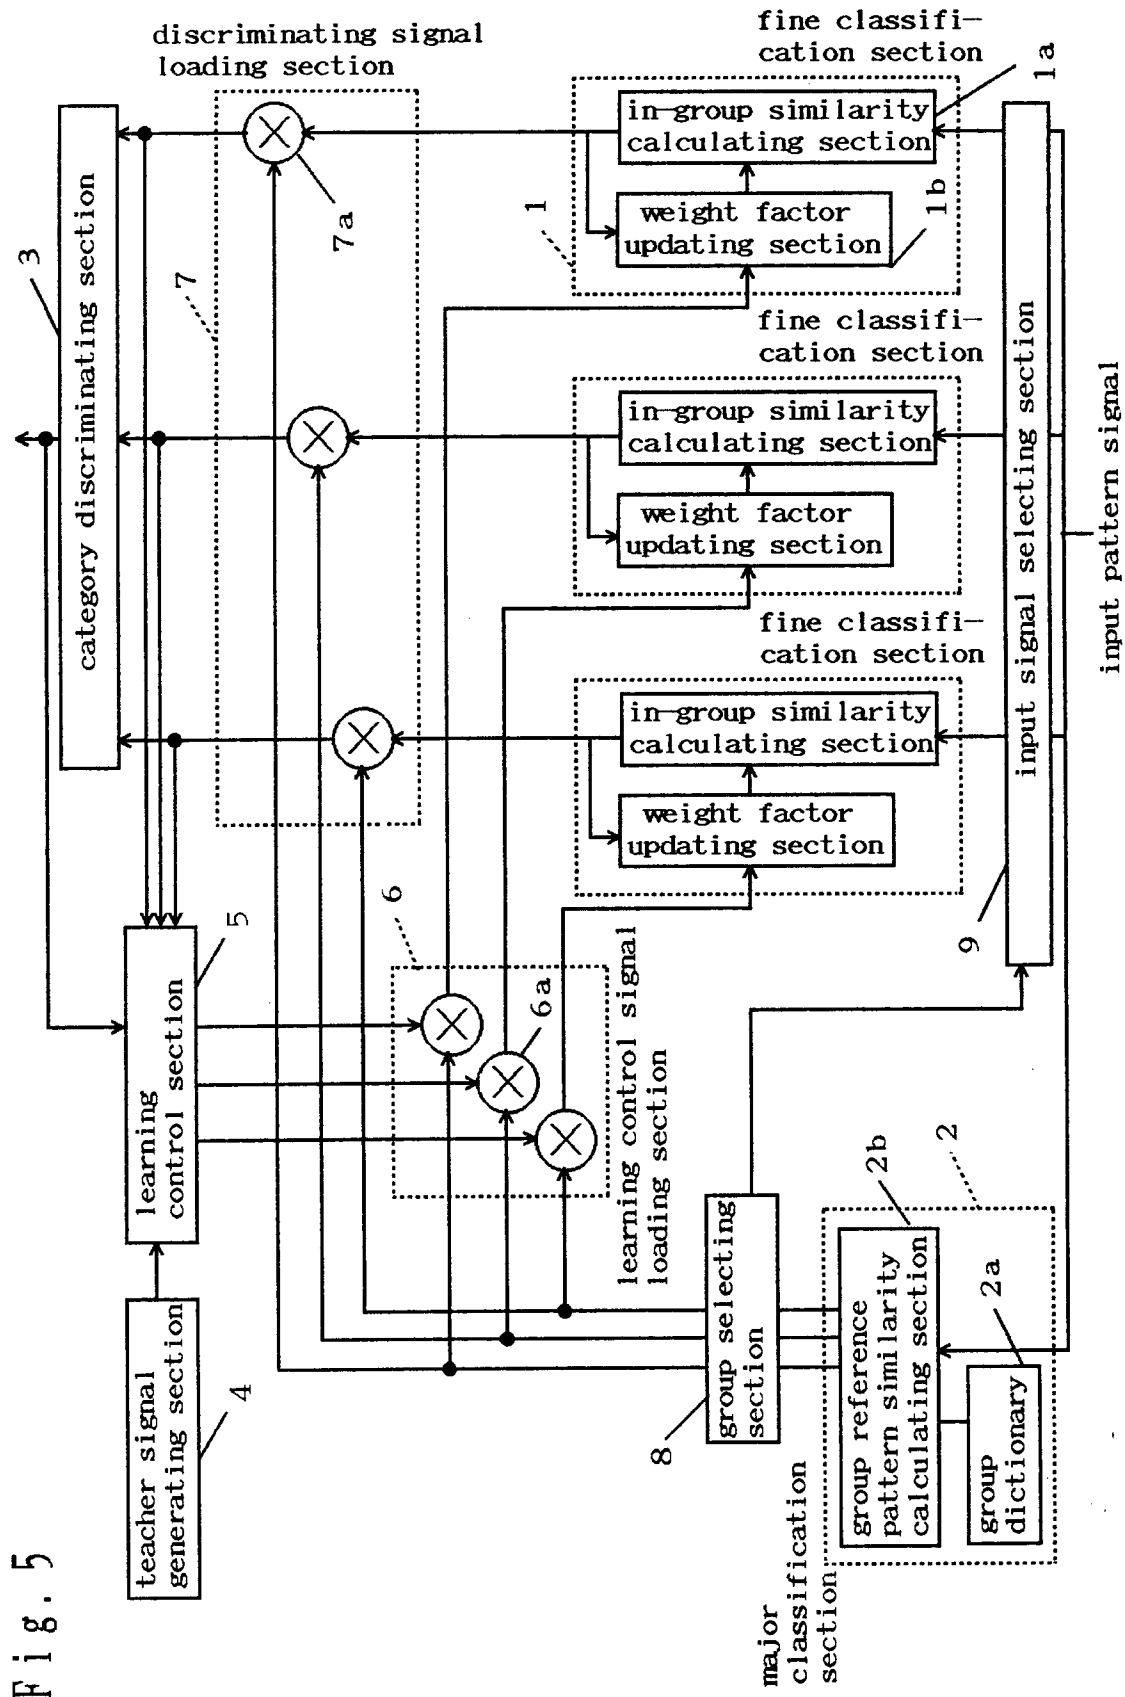 Fig. 5
discriminating signal
loading section
fine classifi-
cation section
1a
in-group similarity
calculating section
weight factor
updating section
1b
1
7a
7
3
category discriminating section
fine classifi-
cation section
in-group similarity
calculating section
weight factor
updating section
fine classifi-
cation section
in-group similarity
calculating section
weight factor
updating section
input signal selecting section
9
input pattern signal
learning
control section
5
6
6a
learning control signal
loading section
teacher signal
generating section
4
group selecting
section
8
group reference
pattern similarity
calculating section
2b
2
group
dictionary
2a
major
classification
section